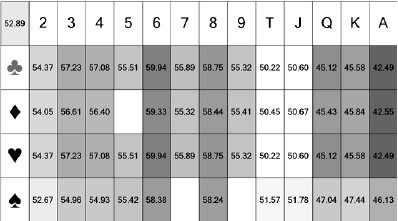 52.89 2 3 4 5 6 7 8 9 T J Q K A
♣ 54.37 57.23 57.08 55.51 59.94 55.89 58.75 55.32 50.22 50.60 45.12 45.58 42.49
♦ 54.05 56.61 56.40 59.33 55.32 58.44 55.41 50.45 50.67 45.43 45.84 42.55
♥ 54.37 57.23 57.08 55.51 59.94 55.89 58.75 55.32 50.22 50.60 45.12 45.58 42.49
♠ 52.67 54.96 54.93 55.42 58.38 58.24 51.57 51.78 47.04 47.44 46.13